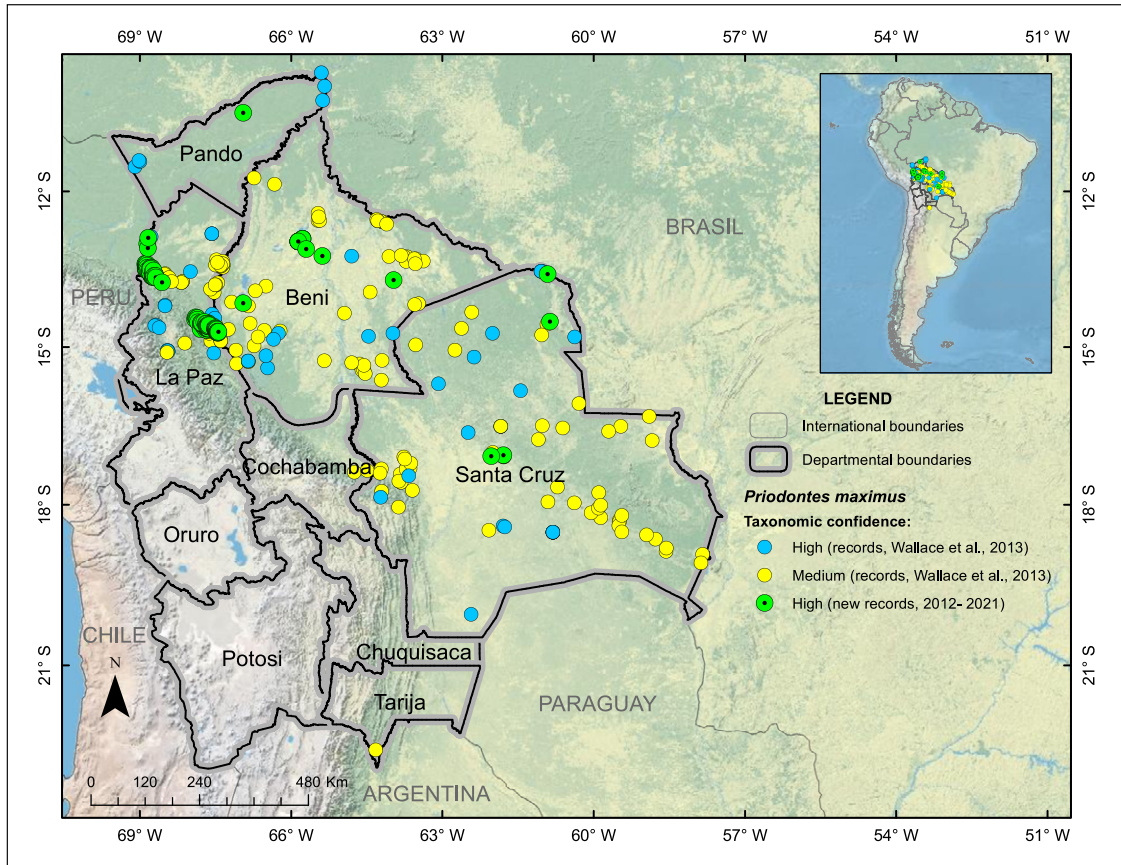 69° W 66° W 63° W 60° W 57° W 54° W 51° W
12° S 12° S
15° S 15° S
18° S 18° S
21° S 21° S
Pando
BRASIL
PERU
Beni
La Paz
Cochabamba
Santa Cruz
Oruro
CHILE
Potosi
Chuquisaca
Tarija
PARAGUAY
ARGENTINA
N
0 120 240 480 Km
LEGEND
International boundaries
Departmental boundaries
Priodontes maximus
Taxonomic confidence:
High (records, Wallace et al., 2013)
Medium (records, Wallace et al., 2013)
High (new records, 2012- 2021)
69° W 66° W 63° W 60° W 57° W 54° W 51° W